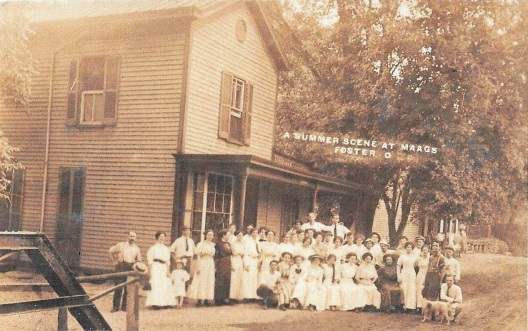 A SUMMER SCENE AT MAAGS
FOSTER O